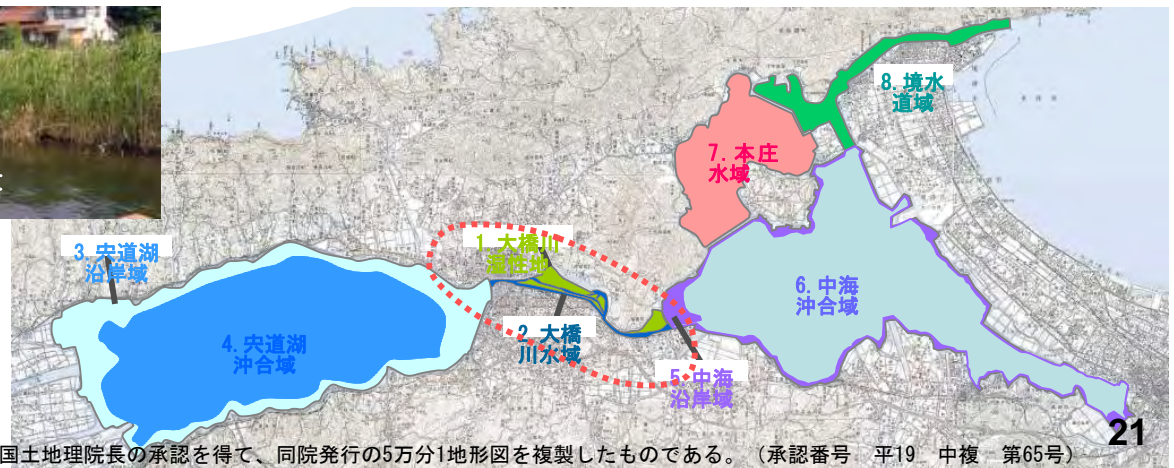 8. 境水
道域
7. 本庄
水域
3. 宍道湖
沿岸域
1. 大橋川
湿性地
6. 中海
沖合域
2. 大橋
川水域
4. 宍道湖
沖合域
5. 中海
沿岸域
国土地理院長の承認を得て、同院発行の5万分1地形図を複製したものである。（承認番号　平19　中複　第65号）
21